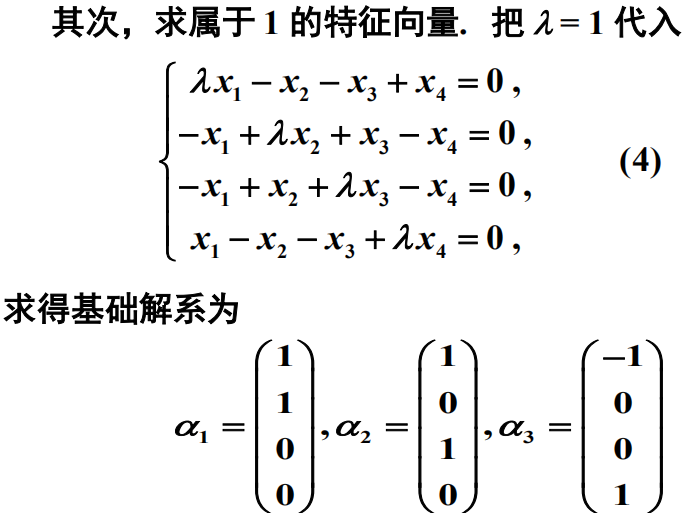 其次，求属于 1 的特征向量. 把 λ = 1 代入
λx₁ − x₂ − x₃ + x₄ = 0 ,
−x₁ + λx₂ + x₃ − x₄ = 0 ,
−x₁ + x₂ + λx₃ − x₄ = 0 ,
x₁ − x₂ − x₃ + λx₄ = 0 ,
(4)
求得基础解系为
α₁ = (1 1 0 0) , α₂ = (1 0 1 0) , α₃ = (−1 0 0 1)